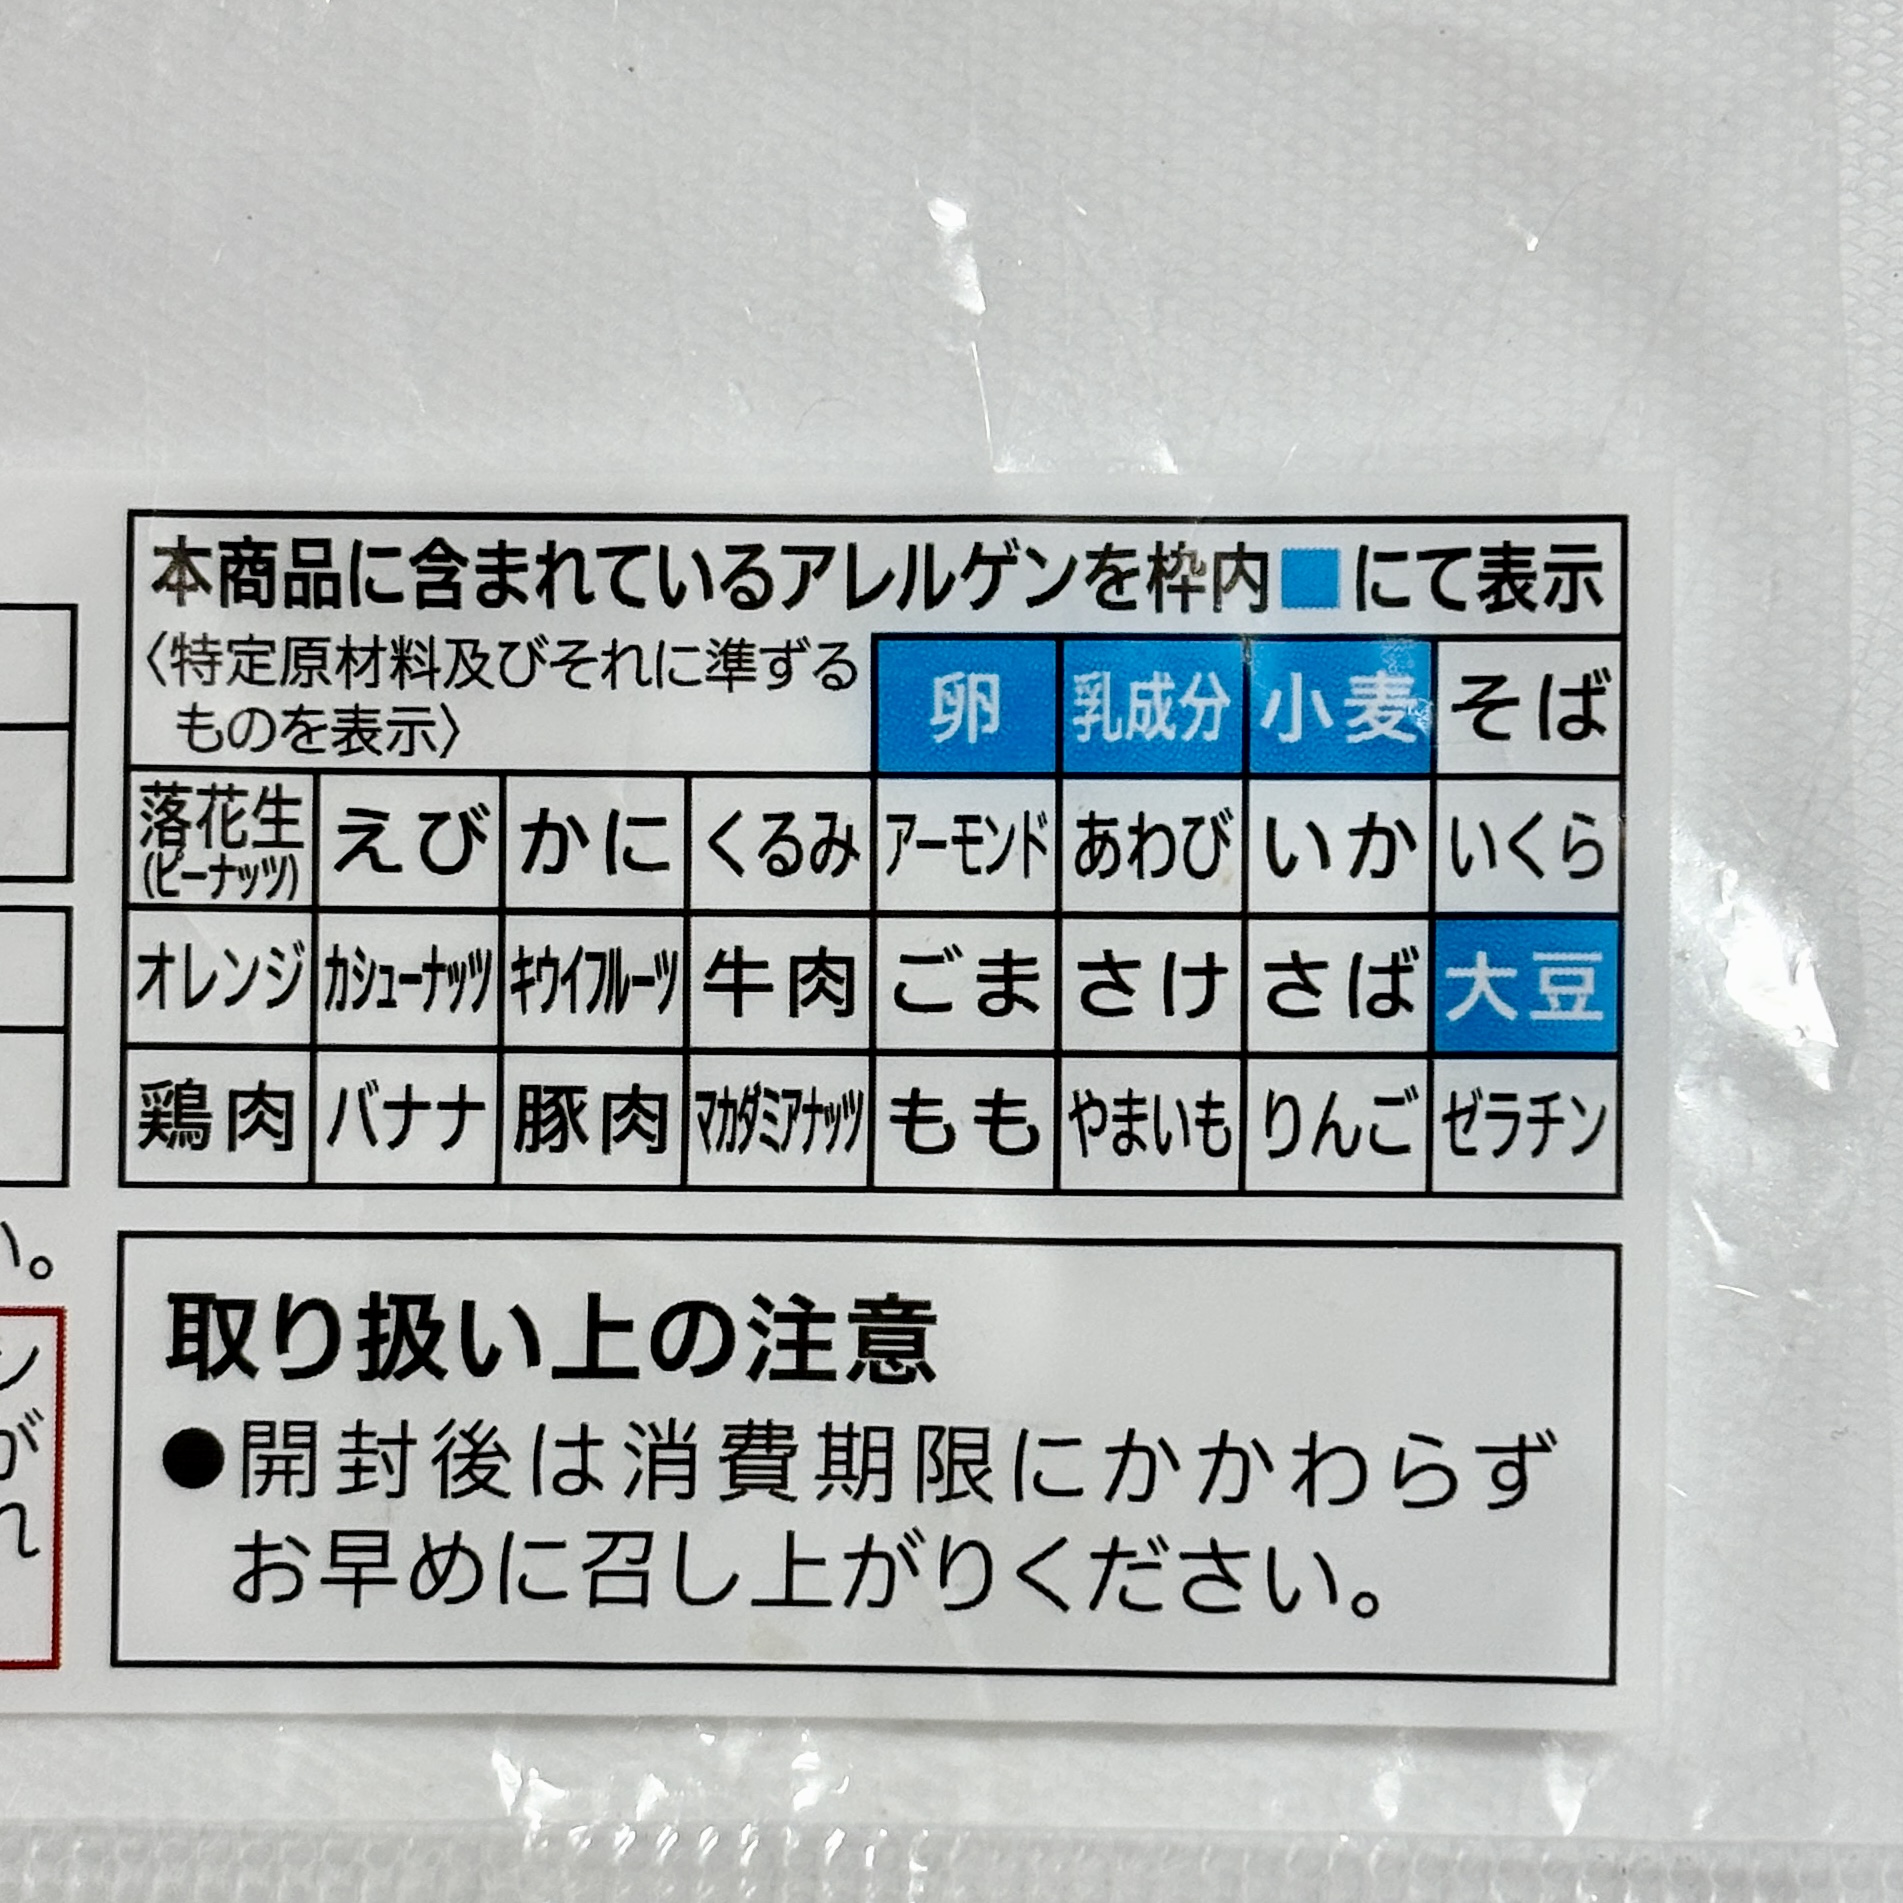 本商品に含まれているアレルゲンを枠内■にて表示
〈特定原材料及びそれに準ずる
ものを表示〉
卵 乳成分 小麦 そば
落花生 えび かに くるみ アーモンド あわび いか いくら
(ピーナッツ)
オレンジ カシューナッツ キウイフルーツ 牛肉 ごま さけ さば 大豆
鶏肉 バナナ 豚肉 マカダミアナッツ もも やまいも りんご ゼラチン
い。
ン
が
れ
取り扱い上の注意
●開封後は消費期限にかかわらず
お早めに召し上がりください。